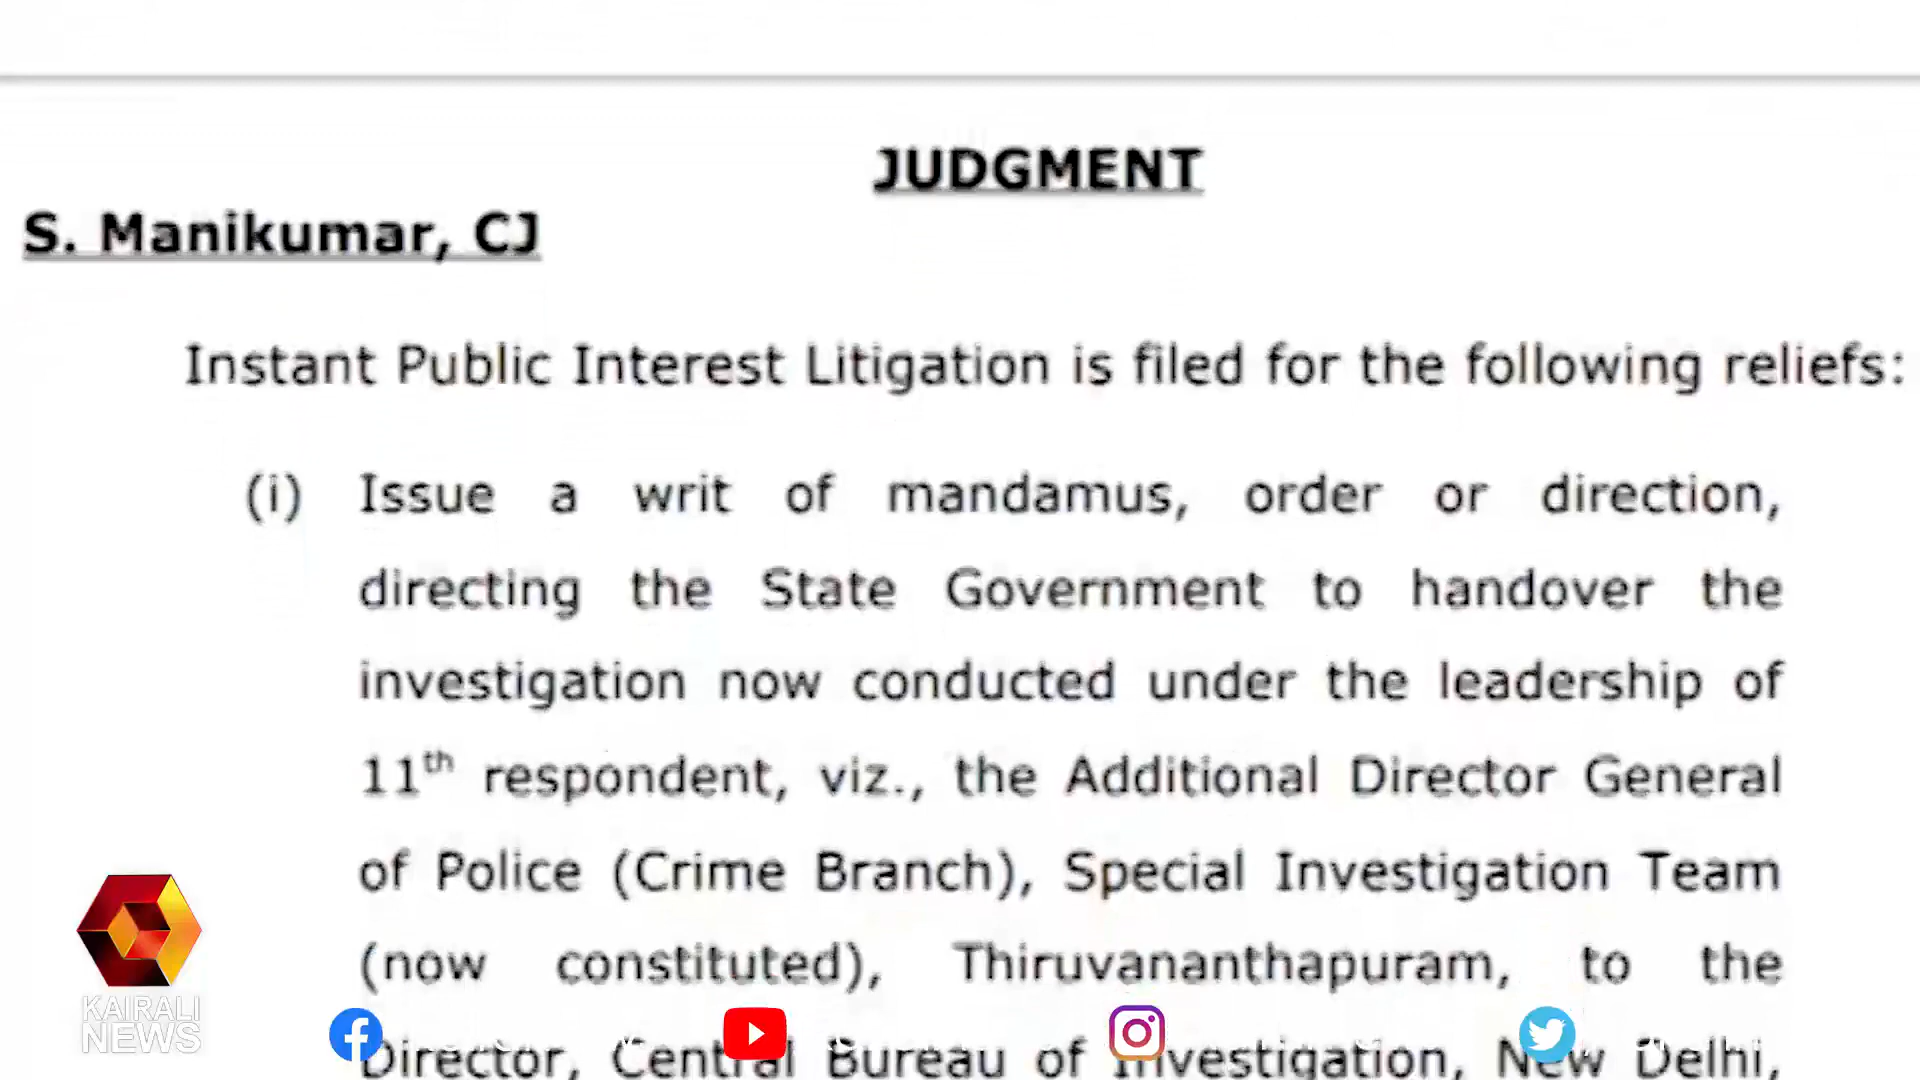 JUDGMENT
S. Manikumar, CJ
Instant Public Interest Litigation is filed for the following reliefs:
(i) Issue a writ of mandamus, order or direction,
directing the State Government to handover the
investigation now conducted under the leadership of
11th respondent, viz., the Additional Director General
of Police (Crime Branch), Special Investigation Team
(now constituted), Thiruvananthapuram, to the
Director, Central Bureau of Investigation, New Delhi,
KAIRALI
NEWS